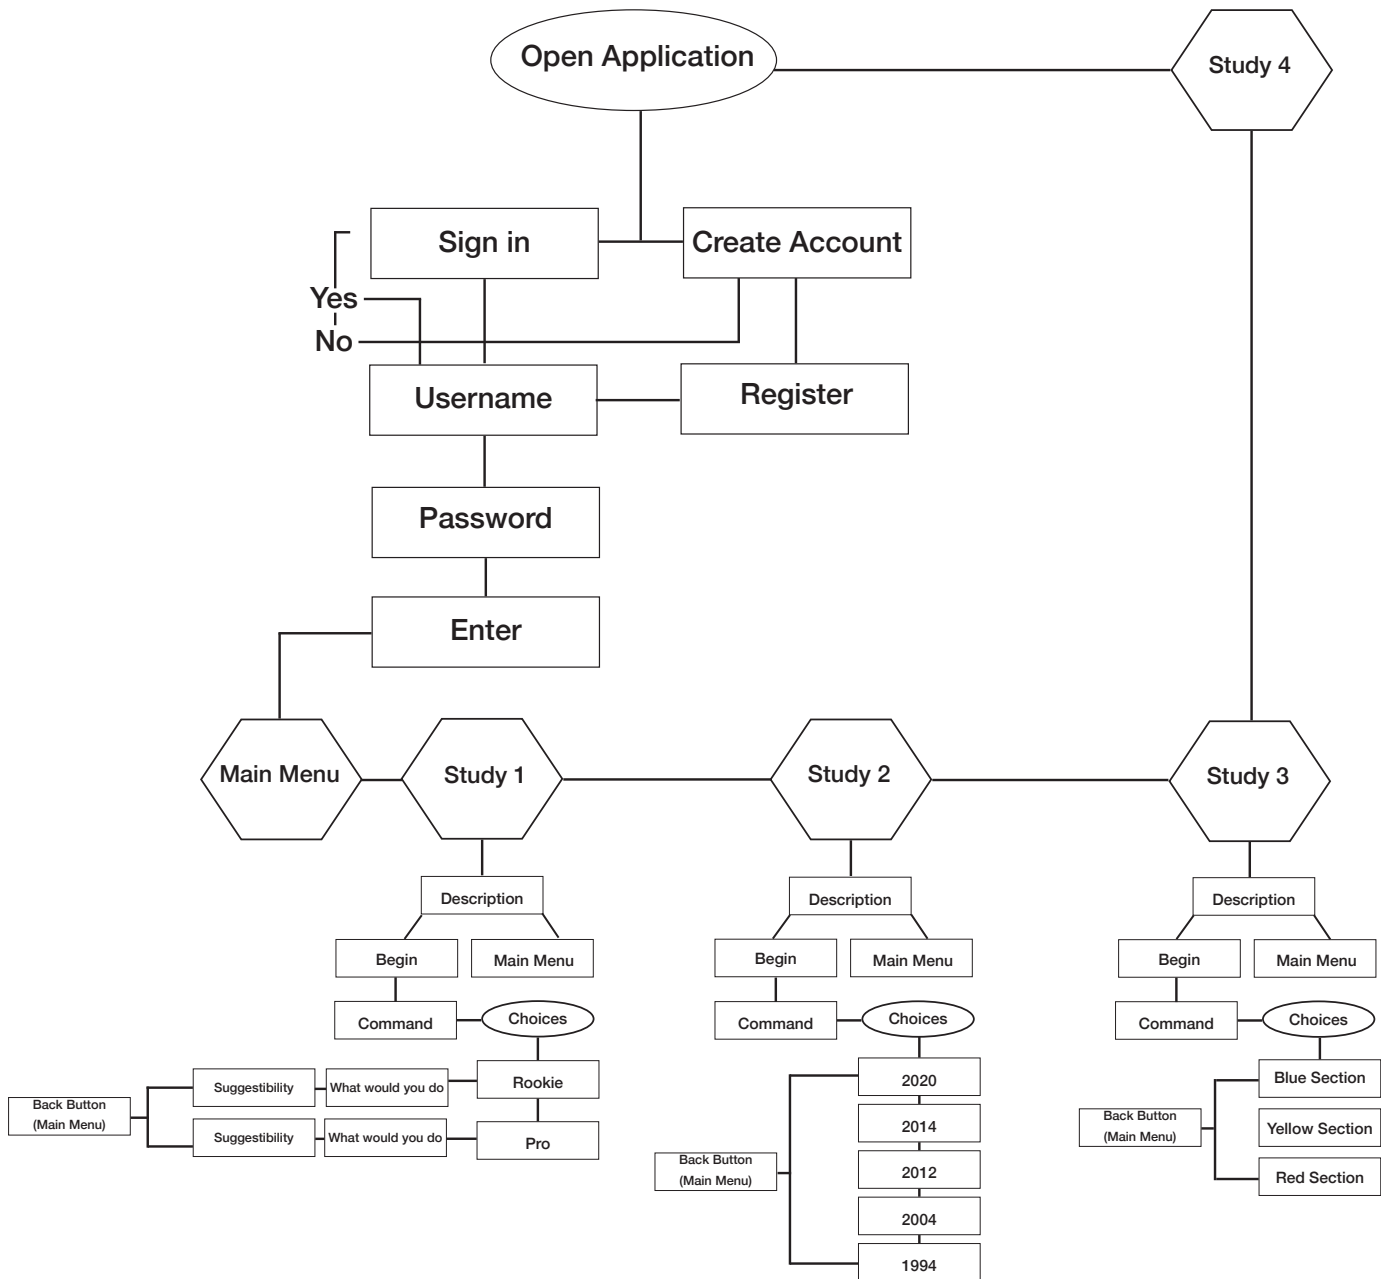 Open Application
Study 4
Sign in
Create Account
Yes
No
Username
Register
Password
Enter
Main Menu
Study 1
Study 2
Study 3
Description
Description
Description
Begin
Main Menu
Begin
Main Menu
Begin
Main Menu
Command
Choices
Command
Choices
Command
Choices
Suggestibility
What would you do
Rookie
Back Button
(Main Menu)
Suggestibility
What would you do
Pro
2020
2014
Back Button
(Main Menu)
2012
2004
1994
Blue Section
Back Button
(Main Menu)
Yellow Section
Red Section